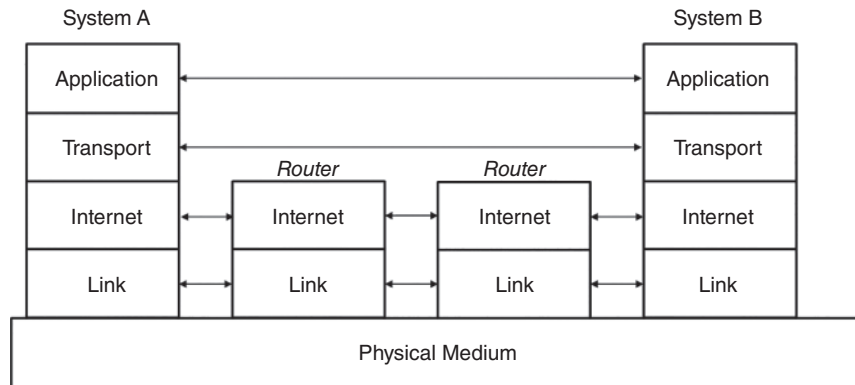 System A
System B
Application
Application
Transport
Transport
Router
Router
Internet
Internet
Internet
Internet
Link
Link
Link
Link
Physical Medium